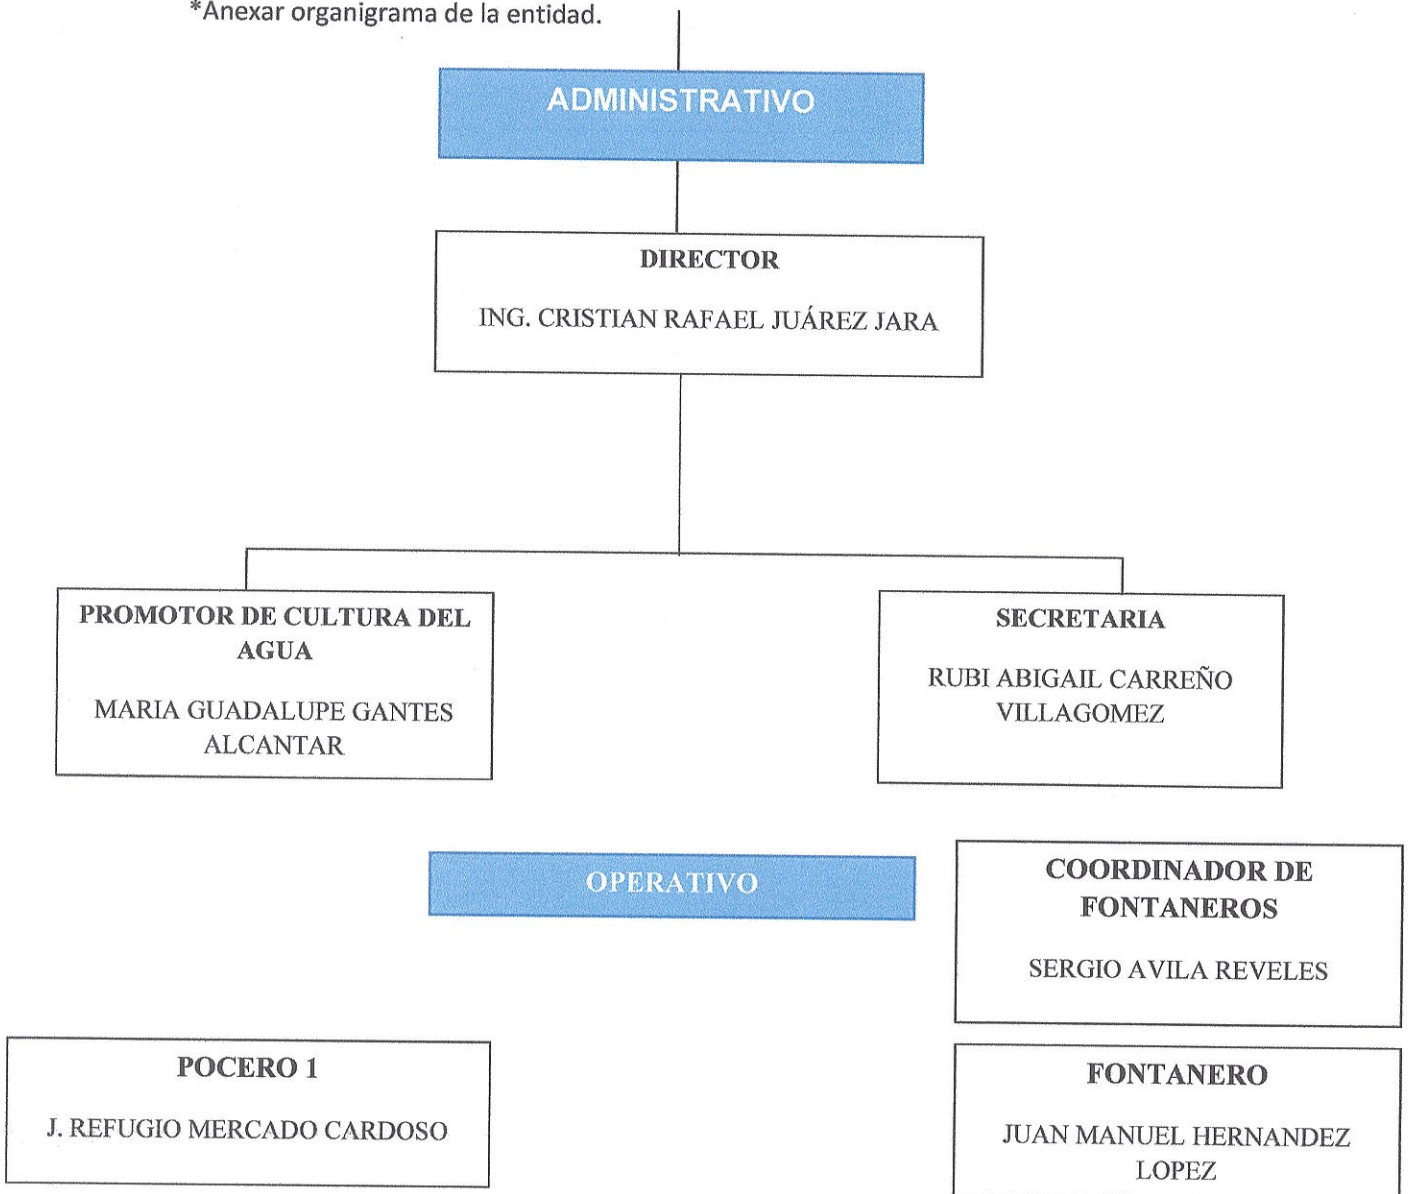 *Anexar organigrama de la entidad.
ADMINISTRATIVO
DIRECTOR
ING. CRISTIAN RAFAEL JUÁREZ JARA
PROMOTOR DE CULTURA DEL
AGUA
MARIA GUADALUPE GANTES
ALCANTAR
SECRETARIA
RUBI ABIGAIL CARREÑO
VILLAGOMEZ
OPERATIVO
COORDINADOR DE
FONTANEROS
SERGIO AVILA REVELES
POCERO 1
J. REFUGIO MERCADO CARDOSO
FONTANERO
JUAN MANUEL HERNANDEZ
LOPEZ